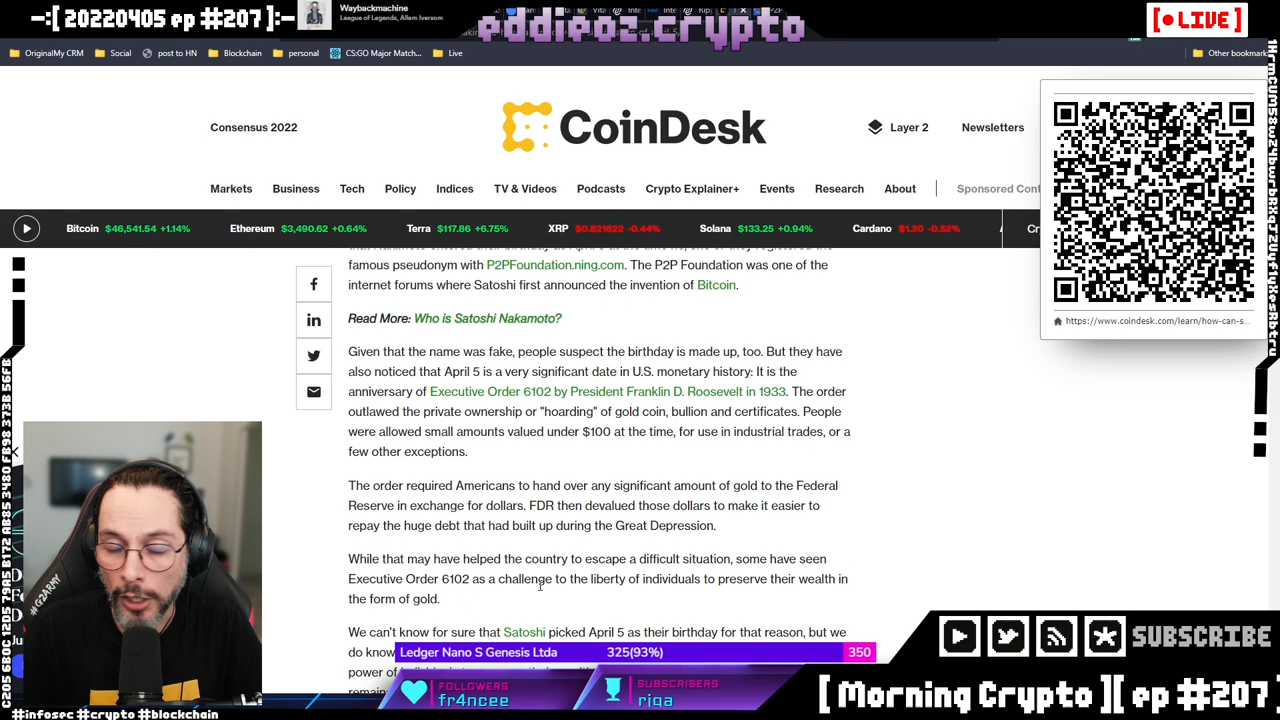 -:[ 20220405 ep #207 ]:-
Waybackmachine
League of Legends, Allem Iversom
eddieoz.crypto
[● LIVE]
OriginalMy CRM
Social
post to HN
Blockchain
personal
CS:GO Major Match...
Live
Other bookmark
Consensus 2022
CoinDesk
Layer 2
Newsletters
Markets
Business
Tech
Policy
Indices
TV & Videos
Podcasts
Crypto Explainer+
Events
Research
About
Sponsored Cont
Bitcoin $46,541.54 +1.14%
Ethereum $3,490.62 +0.64%
Terra $117.86 +6.75%
XRP $0.821622 -0.44%
Solana $133.25 +0.94%
Cardano $1.20 -0.52%
Cr
https://www.coindesk.com/learn/how-can-s...
famous pseudonym with P2PFoundation.ning.com. The P2P Foundation was one of the
internet forums where Satoshi first announced the invention of Bitcoin.
Read More: Who is Satoshi Nakamoto?
Given that the name was fake, people suspect the birthday is made up, too. But they have
also noticed that April 5 is a very significant date in U.S. monetary history: It is the
anniversary of Executive Order 6102 by President Franklin D. Roosevelt in 1933. The order
outlawed the private ownership or "hoarding" of gold coin, bullion and certificates. People
were allowed small amounts valued under $100 at the time, for use in industrial trades, or a
few other exceptions.
The order required Americans to hand over any significant amount of gold to the Federal
Reserve in exchange for dollars. FDR then devalued those dollars to make it easier to
repay the huge debt that had built up during the Great Depression.
While that may have helped the country to escape a difficult situation, some have seen
Executive Order 6102 as a challenge to the liberty of individuals to preserve their wealth in
the form of gold.
We can't know for sure that Satoshi picked April 5 as their birthday for that reason, but we
do know
power of
remain
#G2ARMY
Ledger Nano S Genesis Ltda 325(93%) 350
FOLLOWERS
fr4ncee
SUBSCRIBERS
riga
SUBSCRIBE
[ Morning Crypto ][ ep #207 ]
#infosec #crypto #blockchain